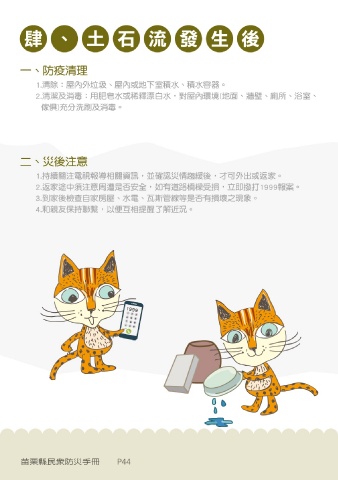 肆、土石流發生後
一、防疫清理
1.清除：屋內外垃圾、屋內或地下室積水、積水容器。
2.清潔及消毒：用肥皂水或稀釋漂白水，對屋內環境(地面、牆壁、廁所、浴室、
傢俱)充分洗刷及消毒。
二、災後注意
1.持續關注電視報導相關資訊，並確認災情趨緩後，才可外出或返家。
2.返家途中須注意周遭是否安全，如有道路橋樑受損，立即撥打1999報案。
3.到家後檢查自家房屋、水電、瓦斯管線等是否有損壞之現象。
4.和親友保持聯繫，以便互相提醒了解近況。
1999
苗栗縣民眾防災手冊 P44